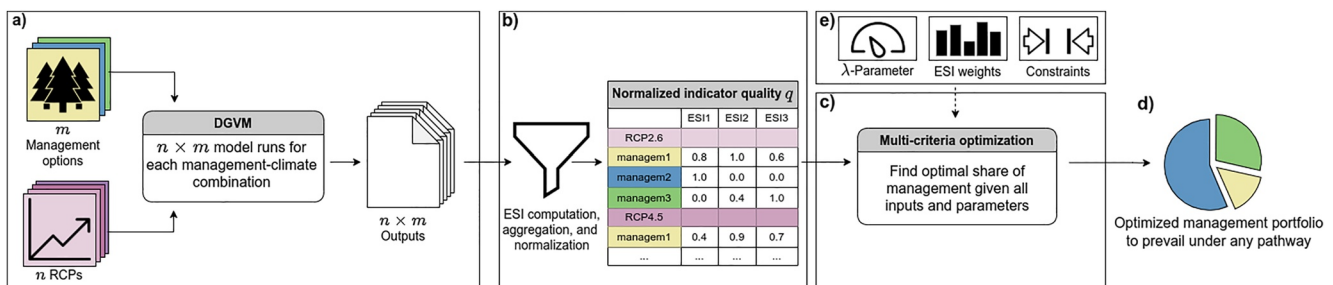 a)
m
Management
options
n RCPs
DGVM
n × m model runs for
each management-climate
combination
n × m
Outputs
b)
ESI computation,
aggregation, and
normalization
Normalized indicator quality q
ESI1 ESI2 ESI3
RCP2.6
managem1 0.8 1.0 0.6
managem2 1.0 0.0 0.0
managem3 0.0 0.4 1.0
RCP4.5
managem1 0.4 0.9 0.7
... ... ... ...
e)
λ-Parameter
ESI weights
Constraints
c)
Multi-criteria optimization
Find optimal share of
management given all
inputs and parameters
d)
Optimized management portfolio
to prevail under any pathway